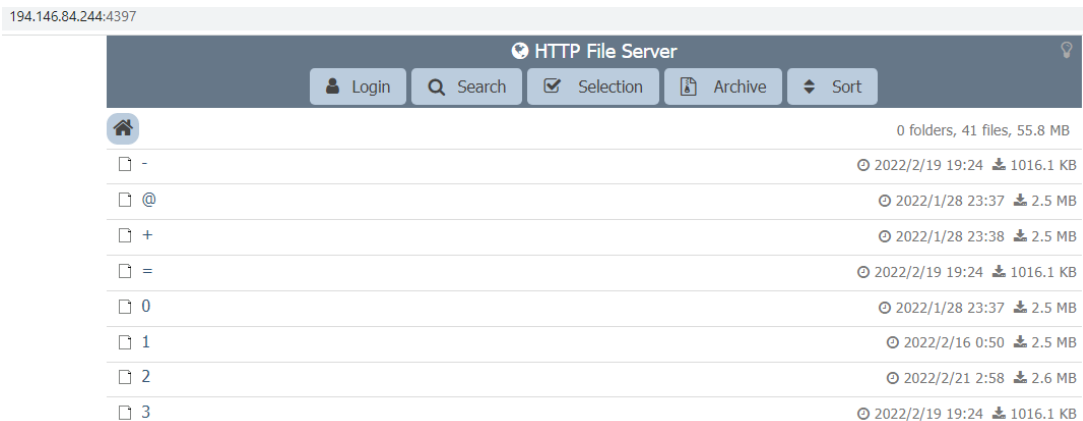 194.146.84.244:4397
HTTP File Server
Login Search Selection Archive Sort
0 folders, 41 files, 55.8 MB
- 2022/2/19 19:24 1016.1 KB
@ 2022/1/28 23:37 2.5 MB
+ 2022/1/28 23:38 2.5 MB
= 2022/2/19 19:24 1016.1 KB
0 2022/1/28 23:37 2.5 MB
1 2022/2/16 0:50 2.5 MB
2 2022/2/21 2:58 2.6 MB
3 2022/2/19 19:24 1016.1 KB